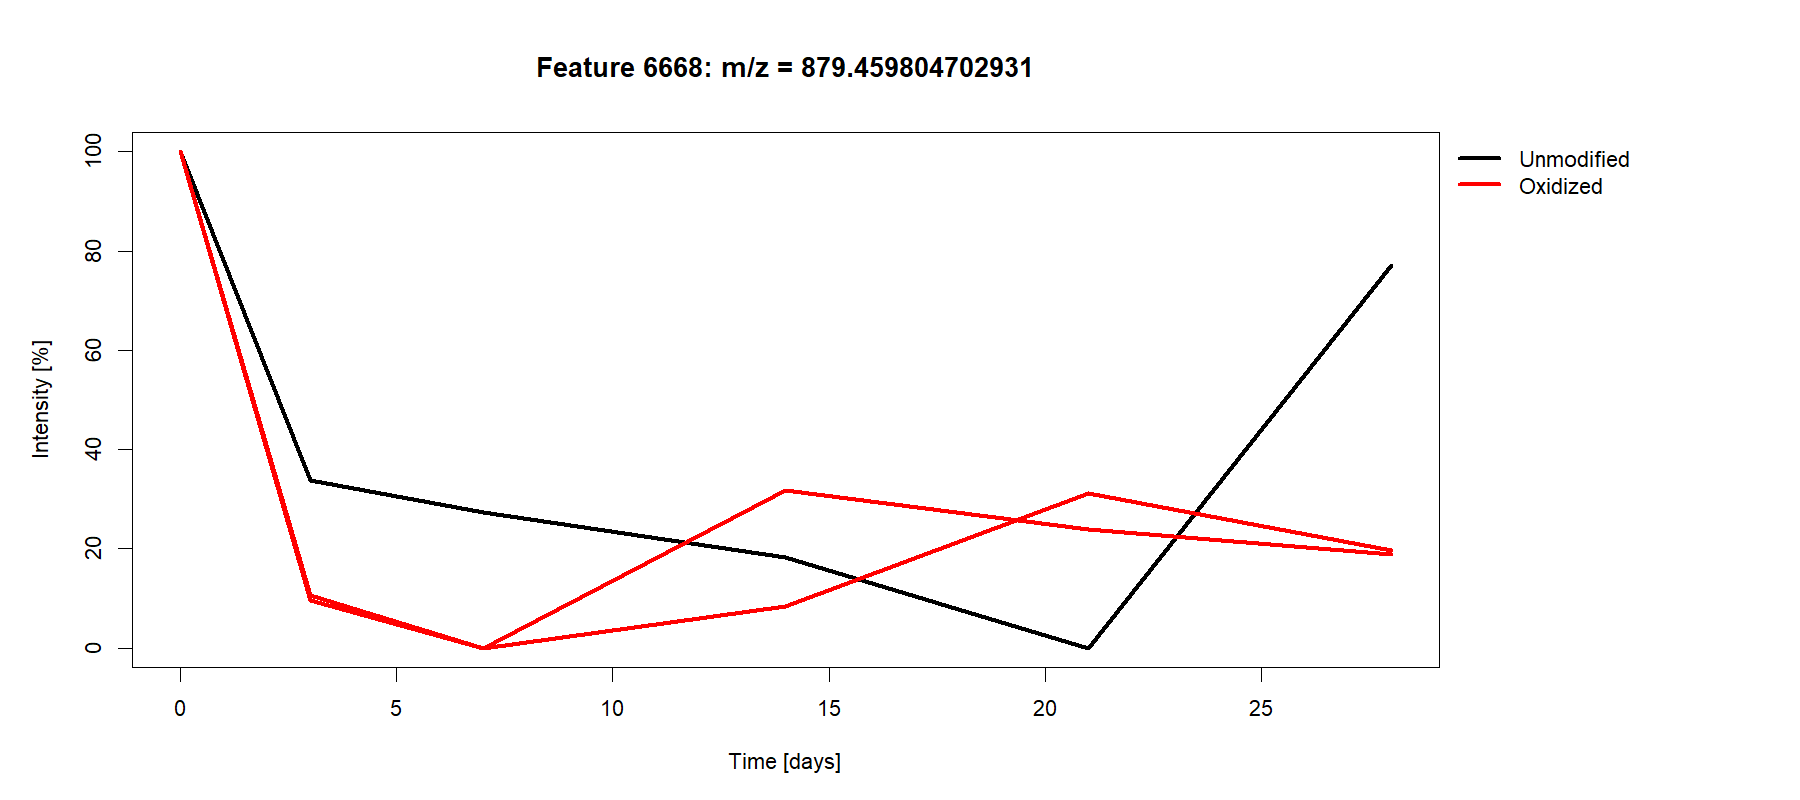 Feature 6668: m/z = 879.459804702931
Unmodified
Oxidized
Intensity [%]
100
80
60
40
20
0
0 5 10 15 20 25
Time [days]